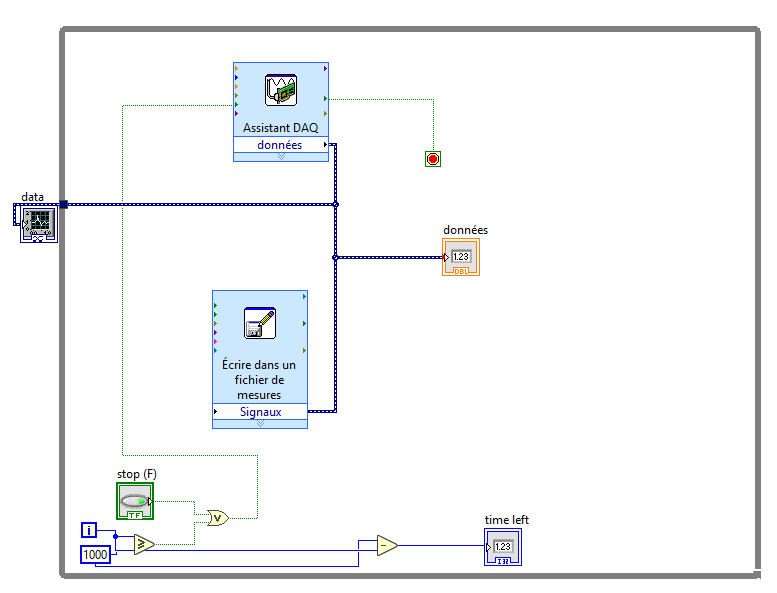 Assistant DAQ
données
data
données
1.23
DBL
Écrire dans un
fichier de
mesures
Signaux
stop (F)
TF
V
i
1000
≥
-
time left
1.23
I32